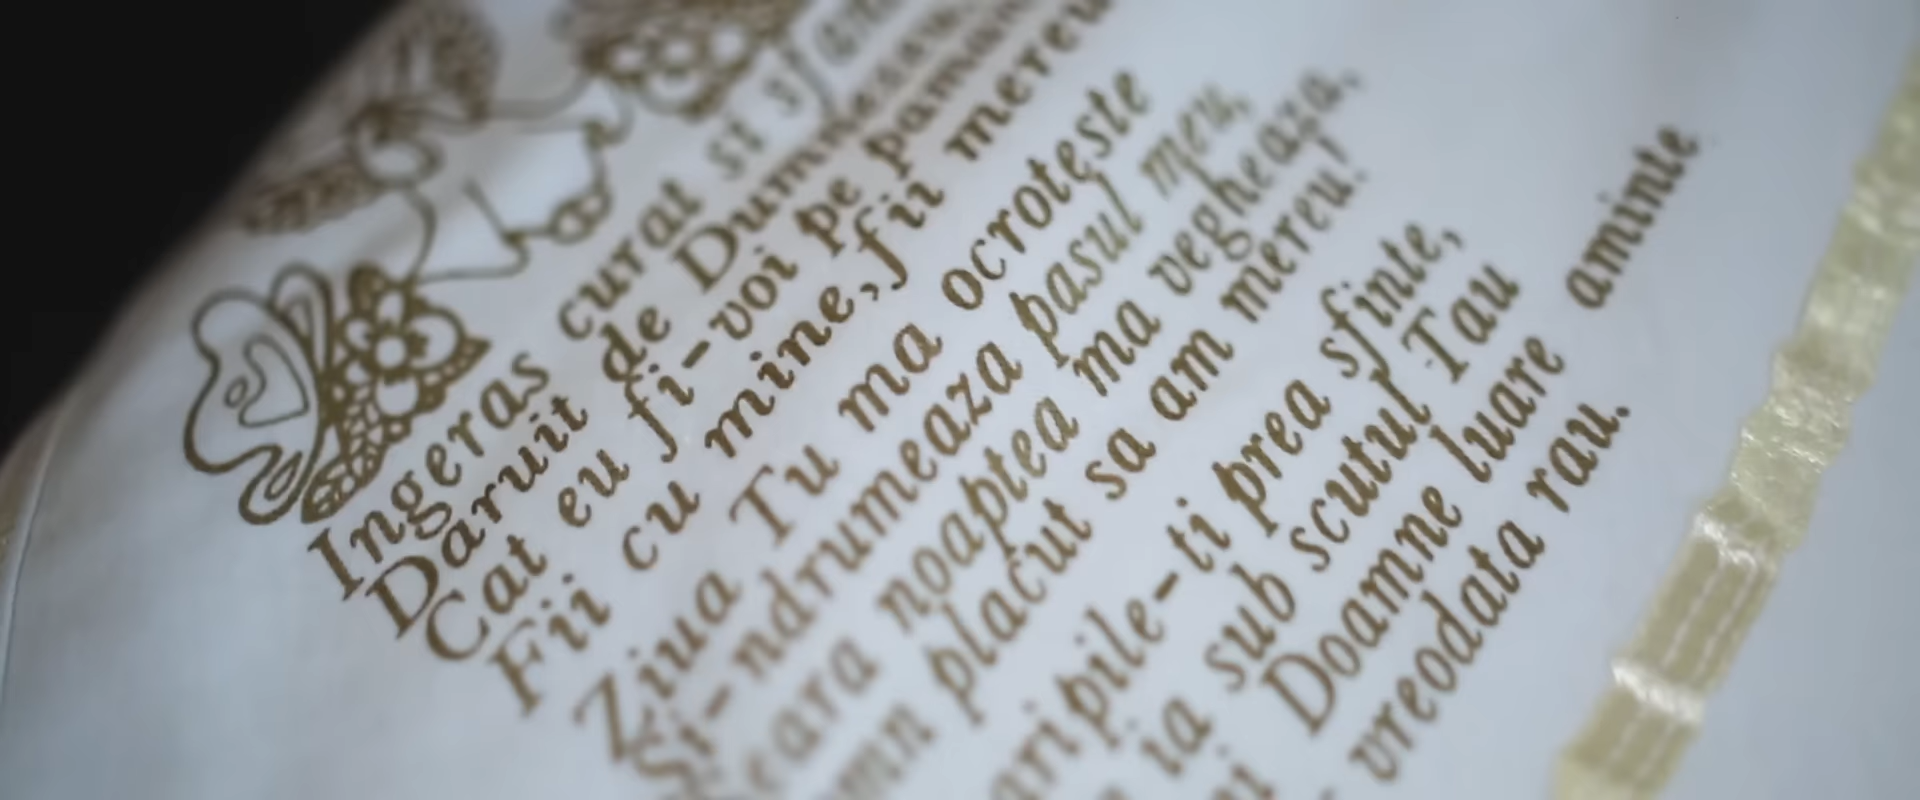 Ingeras curat si sfant
Daruit de Dumnezeu,
Cat eu fi-voi pe pamant
Fii cu mine, fii mereu
Ziua Tu ma ocroteste
Si-ndrumeaza pasul meu,
Seara noaptea ma vegheaza,
placut sa am mereu!
aripile-ti prea sfinte,
ia sub scutul Tau
Doamne luare aminte
vreodata rau.